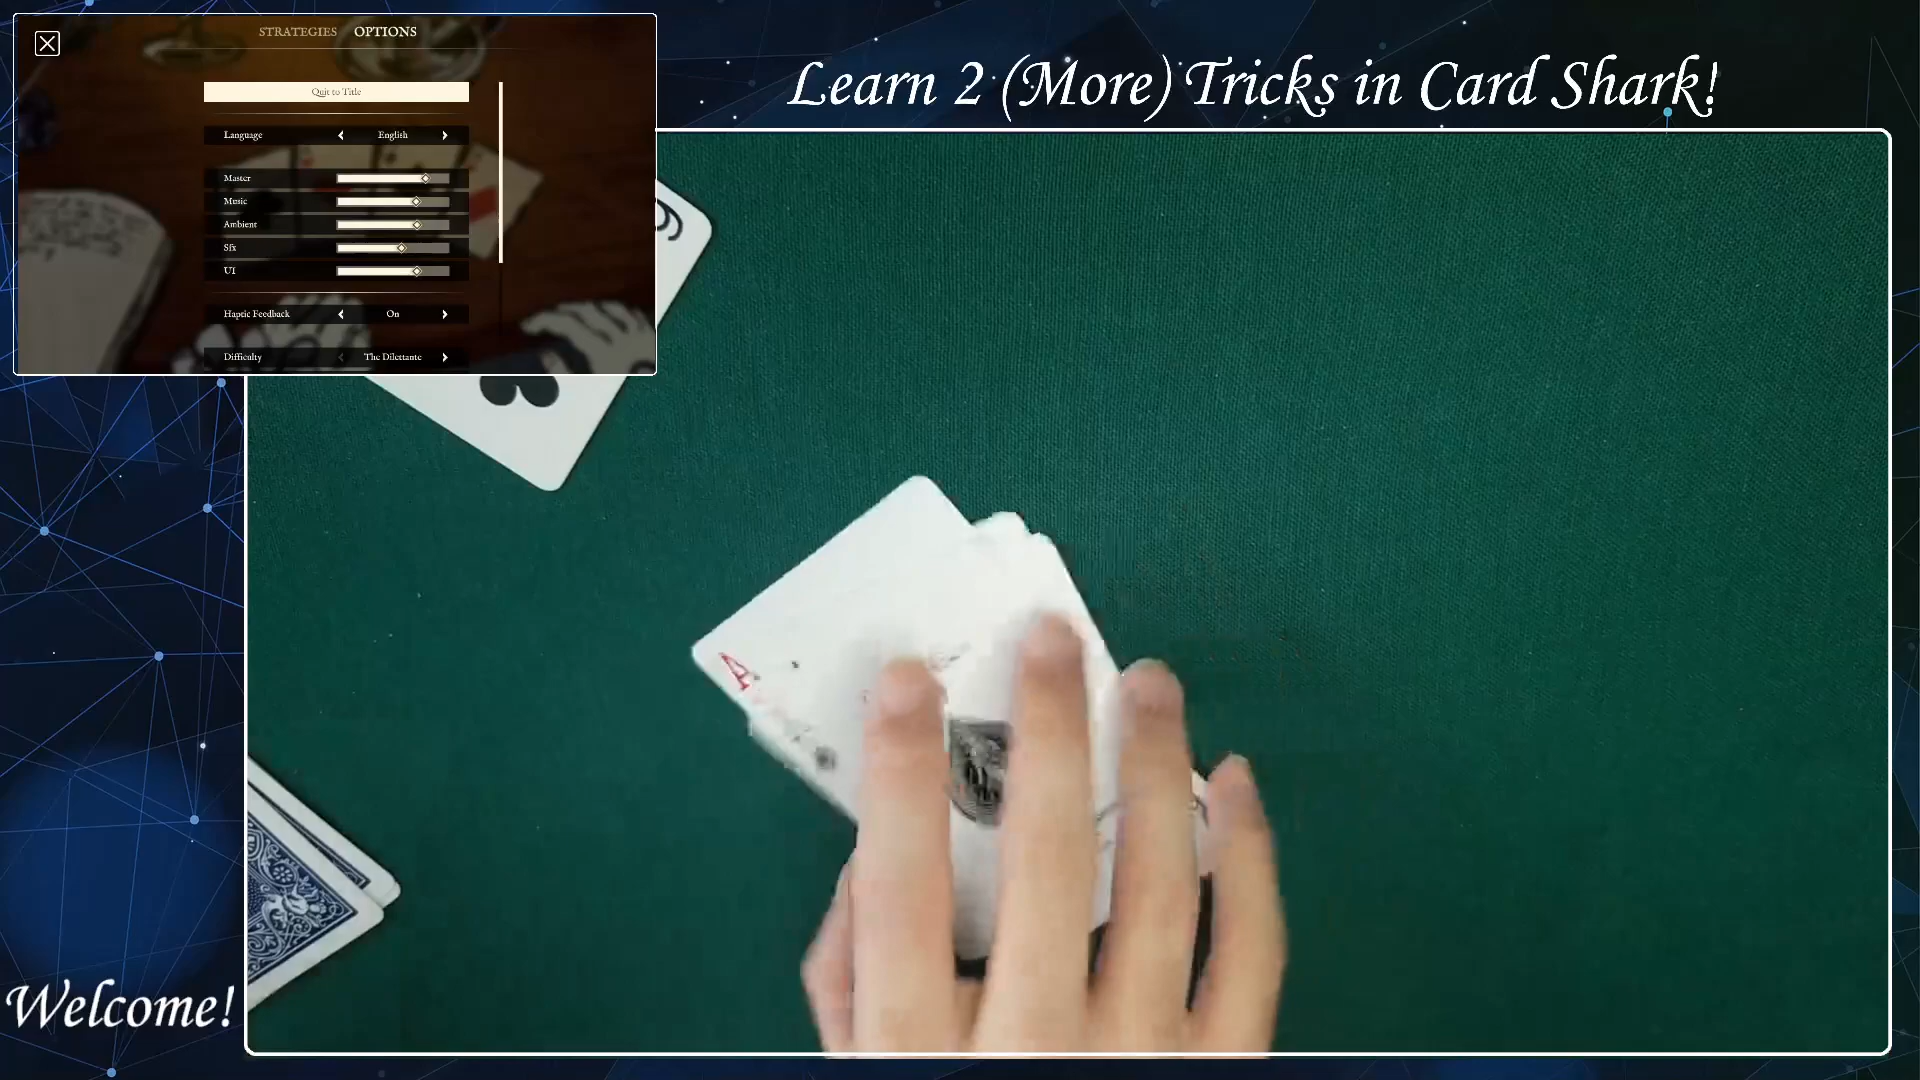 STRATEGIES OPTIONS
Learn 2 (More) Tricks in Card Shark!
Quit to Title
Language English
Master
Music
Ambient
Sfx
UI
Haptic Feedback On
Difficulty The Dilettante
A
Welcome!